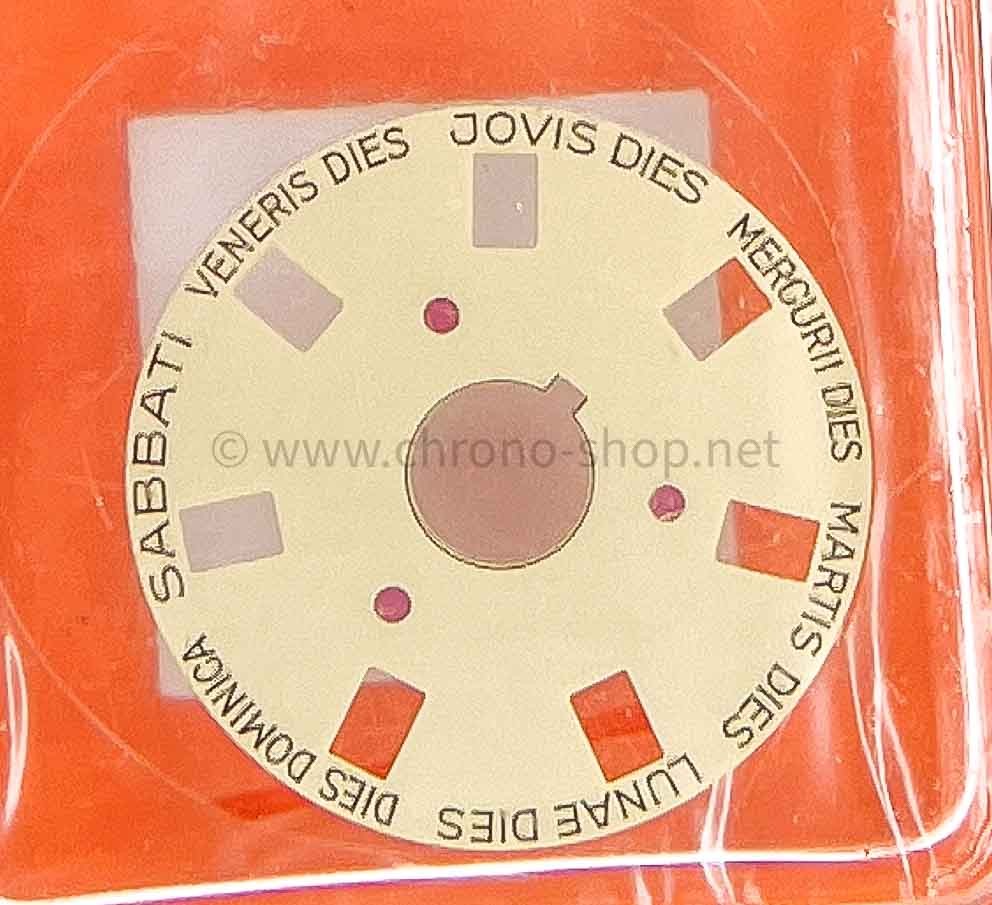 JOVIS DIES
MERCURII DIES
MARTIS DIES
LUNAE DIES
DIES DOMINICA
SABBATI
VENERIS DIES
© www.chrono-shop.net